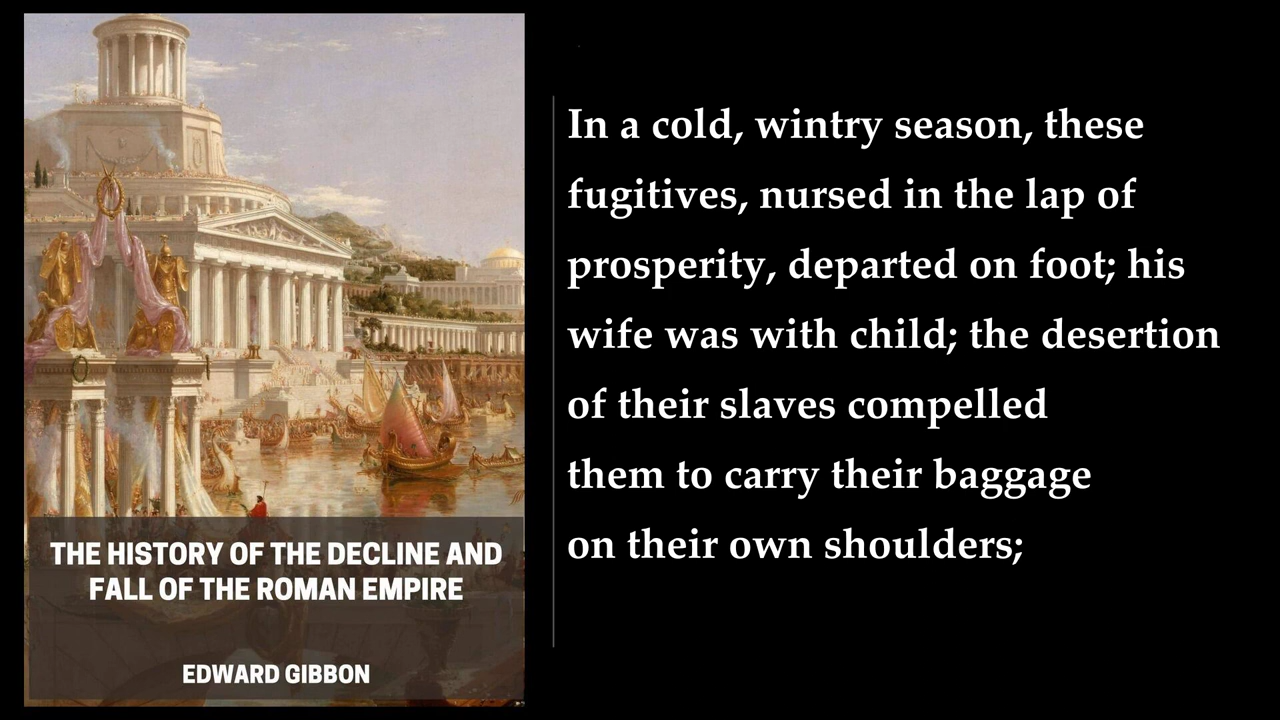 THE HISTORY OF THE DECLINE AND
FALL OF THE ROMAN EMPIRE
EDWARD GIBBON
In a cold, wintry season, these
fugitives, nursed in the lap of
prosperity, departed on foot; his
wife was with child; the desertion
of their slaves compelled
them to carry their baggage
on their own shoulders;